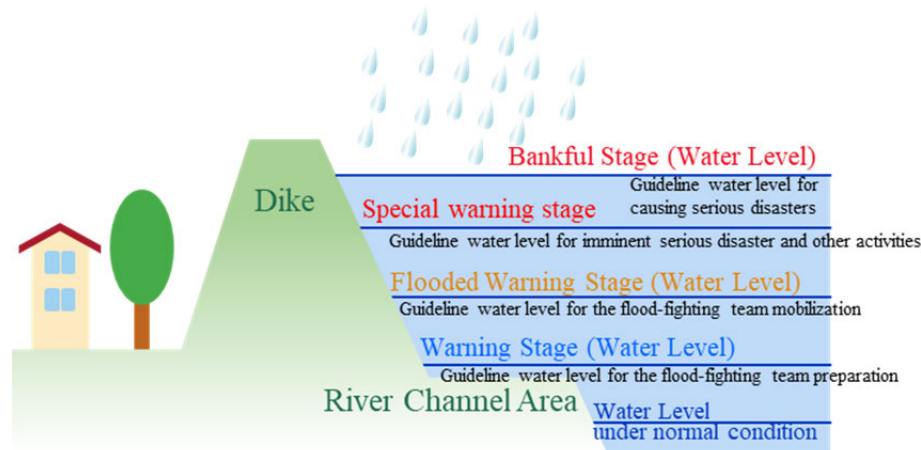 Bankful Stage (Water Level)
Guideline water level for
causing serious disasters
Dike
Special warning stage
Guideline water level for imminent serious disaster and other activities
Flooded Warning Stage (Water Level)
Guideline water level for the flood-fighting team mobilization
Warning Stage (Water Level)
Guideline water level for the flood-fighting team preparation
River Channel Area
Water Level
under normal condition